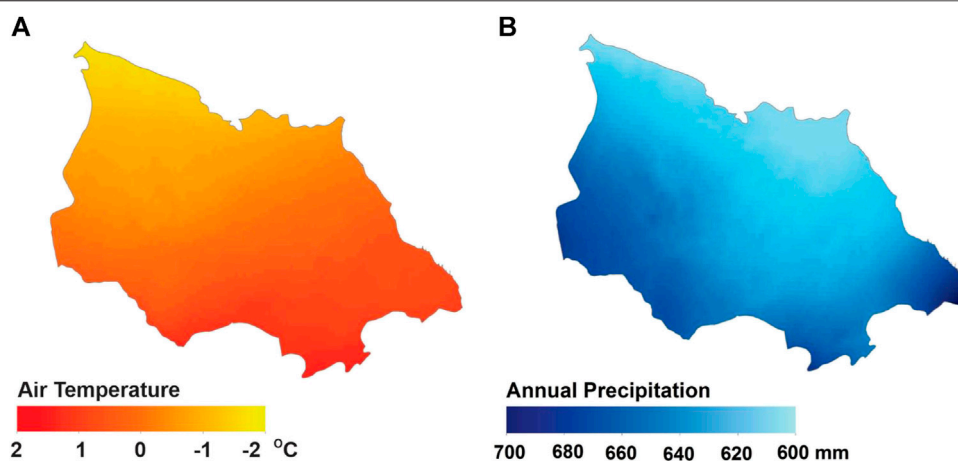 A
B
Air Temperature
2 1 0 -1 -2 °C
Annual Precipitation
700 680 660 640 620 600 mm